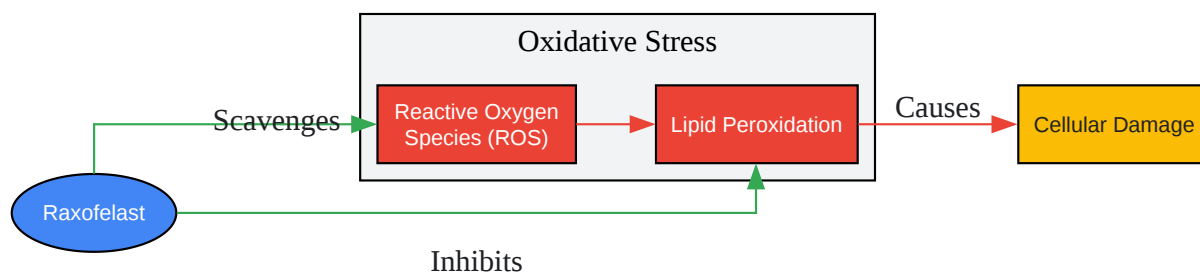 Oxidative Stress
Scavenges
Reactive Oxygen
Species (ROS)
Lipid Peroxidation
Causes
Cellular Damage
Raxofelast
Inhibits